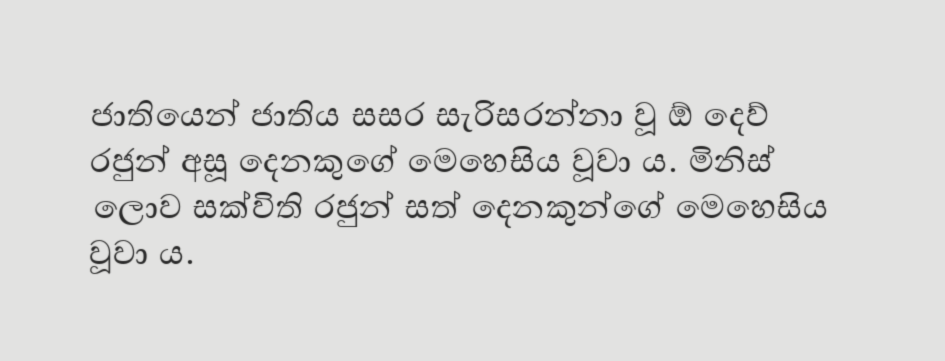 ජාතියෙන් ජාතිය සසර සැරිසරන්නා වූ ඕ දෙව්
රජුන් අසූ දෙනකුගේ මෙහෙසිය වූවා ය. මිනිස්
ලොව සක්විති රජුන් සත් දෙනකුන්ගේ මෙහෙසිය
වූවා ය.